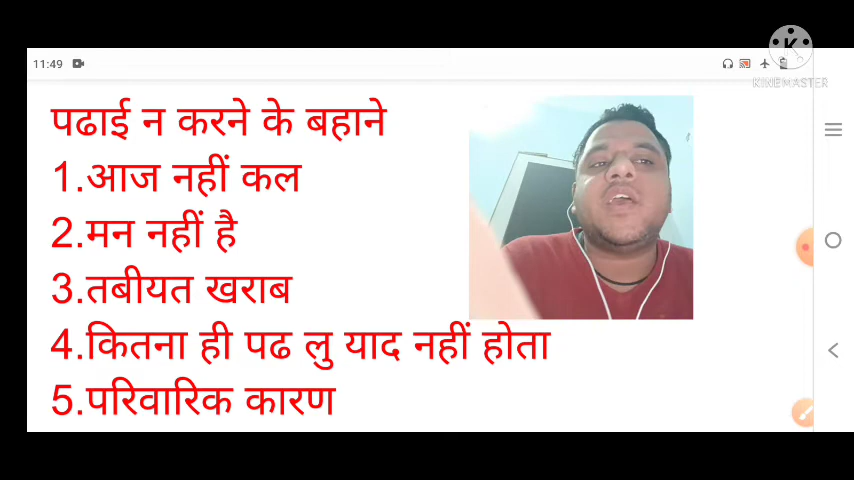 11:49
KINEMASTER
पढाई न करने के बहाने
1.आज नहीं कल
2.मन नहीं है
3.तबीयत खराब
4.कितना ही पढ लु याद नहीं होता
5.परिवारिक कारण